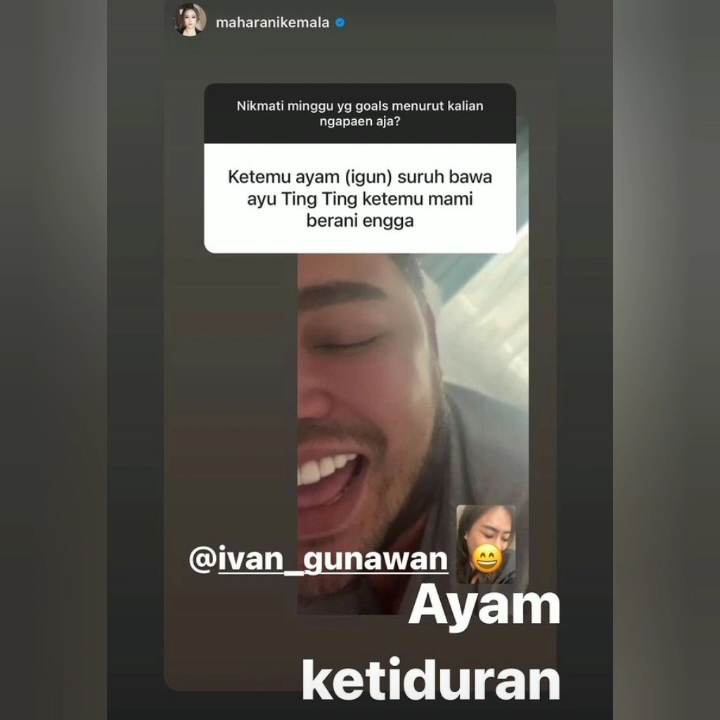 maharanikemala
Nikmati minggu yg goals menurut kalian
ngapaen aja?
Ketemu ayam (igun) suruh bawa
ayu Ting Ting ketemu mami
berani engga
@ivan_gunawan
Ayam
ketiduran